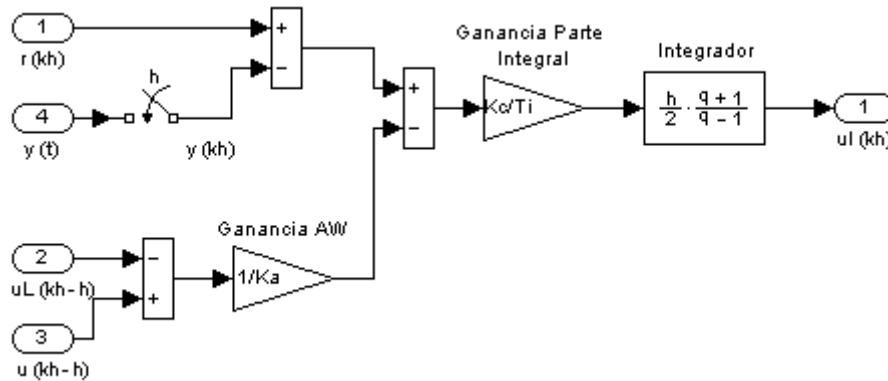 1
r (kh)
+
−
h
4
y (t)
y (kh)
Ganancia Parte
Integral
+
−
Kc/Ti
Integrador
h/2 · q + 1/q − 1
1
uI (kh)
Ganancia AW
2
uL (kh - h)
−
+
1/Ka
3
u (kh - h)